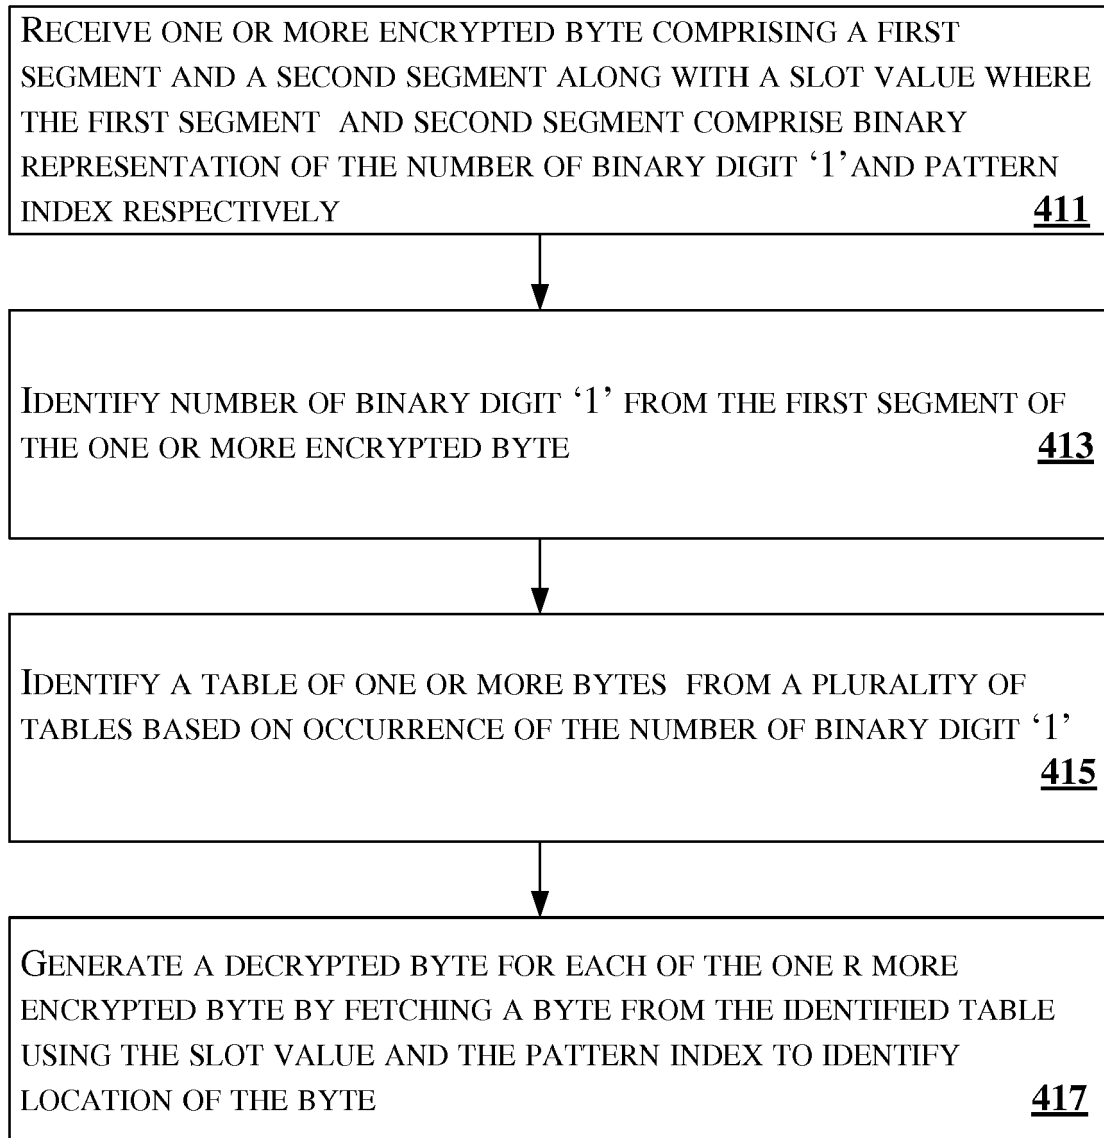 RECEIVE ONE OR MORE ENCRYPTED BYTE COMPRISING A FIRST
SEGMENT AND A SECOND SEGMENT ALONG WITH A SLOT VALUE WHERE
THE FIRST SEGMENT AND SECOND SEGMENT COMPRISE BINARY
REPRESENTATION OF THE NUMBER OF BINARY DIGIT ‘1’AND PATTERN
INDEX RESPECTIVELY 411
IDENTIFY NUMBER OF BINARY DIGIT ‘1’ FROM THE FIRST SEGMENT OF
THE ONE OR MORE ENCRYPTED BYTE 413
IDENTIFY A TABLE OF ONE OR MORE BYTES FROM A PLURALITY OF
TABLES BASED ON OCCURRENCE OF THE NUMBER OF BINARY DIGIT ‘1’
415
GENERATE A DECRYPTED BYTE FOR EACH OF THE ONE R MORE
ENCRYPTED BYTE BY FETCHING A BYTE FROM THE IDENTIFIED TABLE
USING THE SLOT VALUE AND THE PATTERN INDEX TO IDENTIFY
LOCATION OF THE BYTE 417